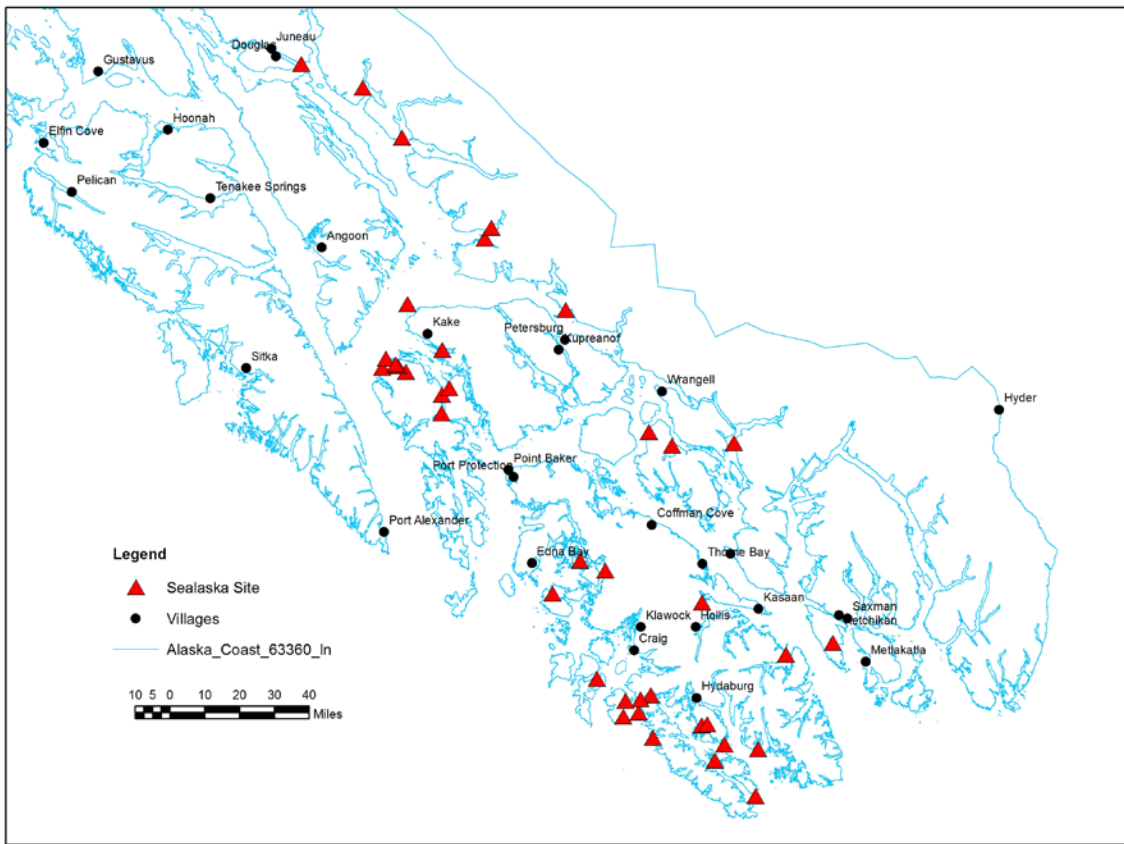 Juneau
Douglas
Gustavus
Hoonah
Elfin Cove
Pelican
Tenakee Springs
Angoon
Kake
Petersburg
Kupreanof
Sitka
Wrangell
Hyder
Point Baker
Port Protection
Port Alexander
Coffman Cove
Edna Bay
Thorne Bay
Kasaan
Klawock
Hollis
Saxman
Craig
Metlakatla
Hydaburg
Legend
Sealaska Site
Villages
Alaska_Coast_63360_ln
10 5 0 10 20 30 40
Miles